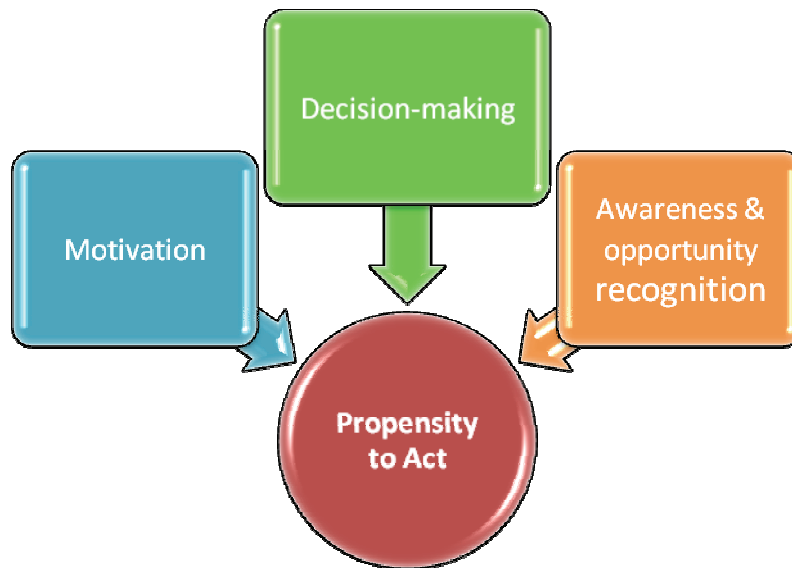 Decision-making
Motivation
Awareness &
opportunity
recognition
Propensity
to Act